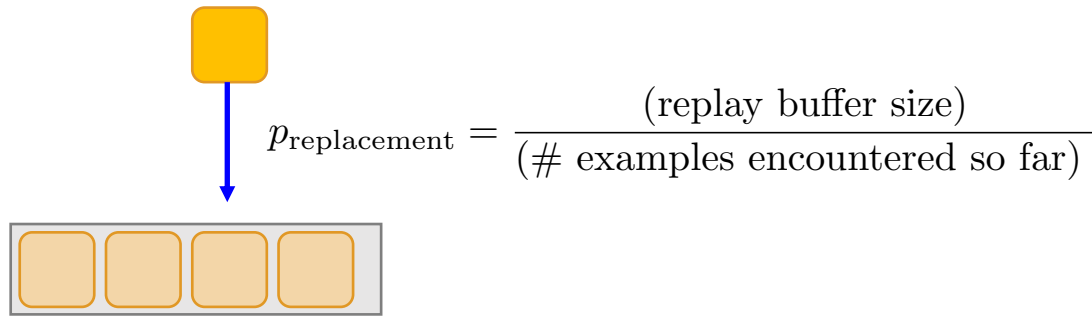 p_replacement = (replay buffer size) / (# examples encountered so far)